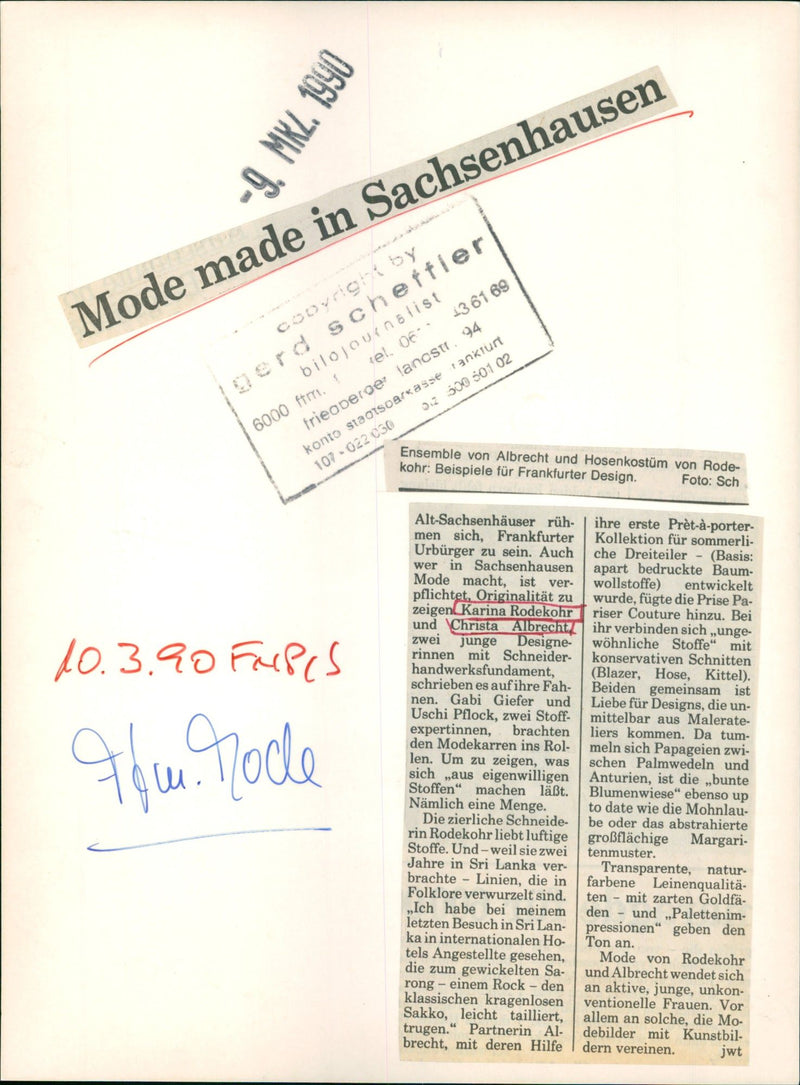 -9. MRZ. 1990
Mode made in Sachsenhausen
copyright by
gerd scheffler
bildjournalist
6000 ffm. tel. 06 43 61 69
friedberger landstr. 94
konto stadtsparkasse frankfurt
107-022 030 blz 500 501 02
Ensemble von Albrecht und Hosenkostüm von Rode-
kohr: Beispiele für Frankfurter Design. Foto: Sch
Alt-Sachsenhäuser rüh-
men sich, Frankfurter
Urbürger zu sein. Auch
wer in Sachsenhausen
Mode macht, ist ver-
pflichtet, Originalität zu
zeigen. Karina Rodekohr
und Christa Albrecht,
zwei junge Designe-
rinnen mit Schneider-
handwerksfundament,
schrieben es auf ihre Fah-
nen. Gabi Giefer und
Uschi Pflock, zwei Stoff-
expertinnen, brachten
den Modekarren ins Rol-
len. Um zu zeigen, was
sich „aus eigenwilligen
Stoffen“ machen läßt.
Nämlich eine Menge.
Die zierliche Schneide-
rin Rodekohr liebt luftige
Stoffe. Und – weil sie zwei
Jahre in Sri Lanka ver-
brachte – Linien, die in
Folklore verwurzelt sind.
„Ich habe bei meinem
letzten Besuch in Sri Lan-
ka in internationalen Ho-
tels Angestellte gesehen,
die zum gewickelten Sa-
rong – einem Rock – den
klassischen kragenlosen
Sakko, leicht tailliert,
trugen.“ Partnerin Al-
brecht, mit deren Hilfe
ihre erste Prèt-à-porter-
Kollektion für sommerli-
che Dreiteiler – (Basis:
apart bedruckte Baum-
wollstoffe) entwickelt
wurde, fügte die Prise Pa-
riser Couture hinzu. Bei
ihr verbinden sich „unge-
wöhnliche Stoffe“ mit
konservativen Schnitten
(Blazer, Hose, Kittel).
Beiden gemeinsam ist
Liebe für Designs, die un-
mittelbar aus Malerate-
liers kommen. Da tum-
meln sich Papageien zwi-
schen Palmwedeln und
Anturien, ist die „bunte
Blumenwiese“ ebenso up
to date wie die Mohnlau-
be oder das abstrahierte
großflächige Margari-
tenmuster.
Transparente, natur-
farbene Leinenqualitä-
ten – mit zarten Goldfä-
den – und „Palettenim-
pressionen“ geben den
Ton an.
Mode von Rodekohr
und Albrecht wendet sich
an aktive, junge, unkon-
ventionelle Frauen. Vor
allem an solche, die Mo-
debilder mit Kunstbil-
dern vereinen. jwt
10.3.90
Ffm. Mode